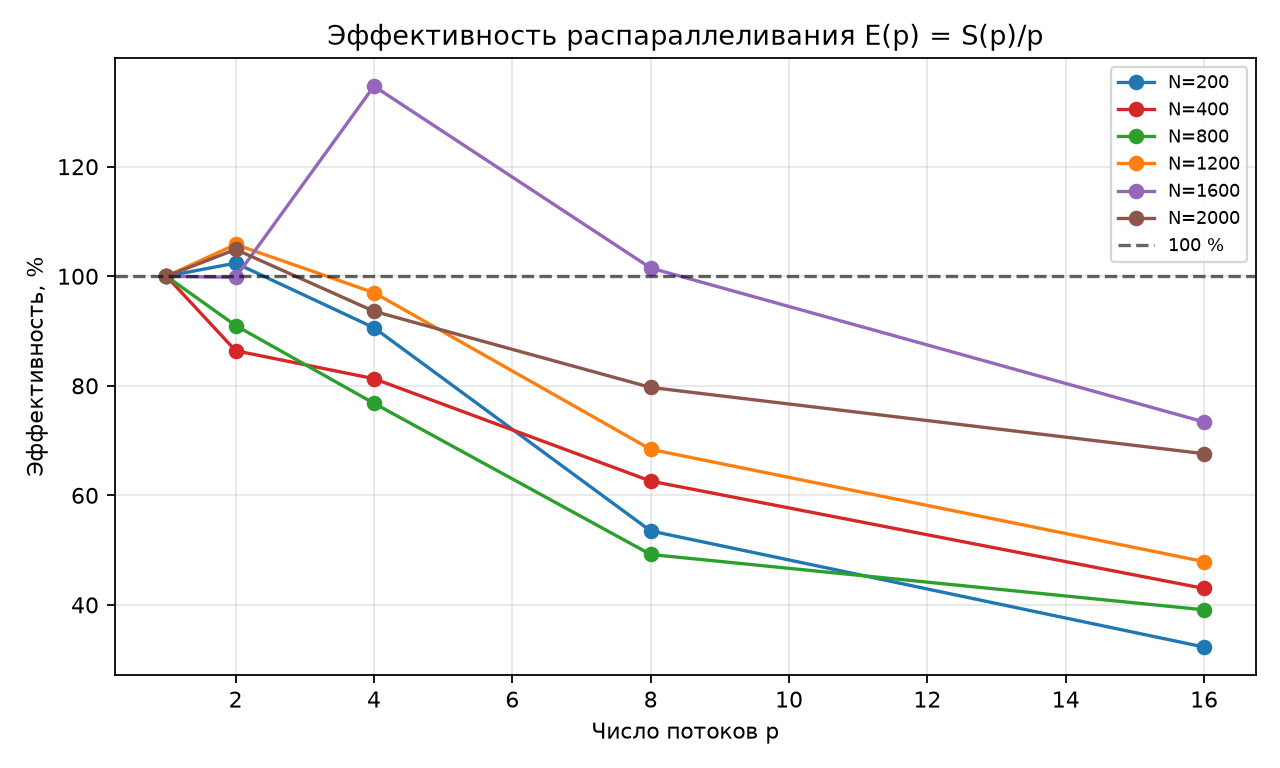 Эффективность распараллеливания E(p) = S(p)/p
N=200
N=400
N=800
N=1200
N=1600
N=2000
100 %
Эффективность, %
120
100
80
60
40
2 4 6 8 10 12 14 16
Число потоков p